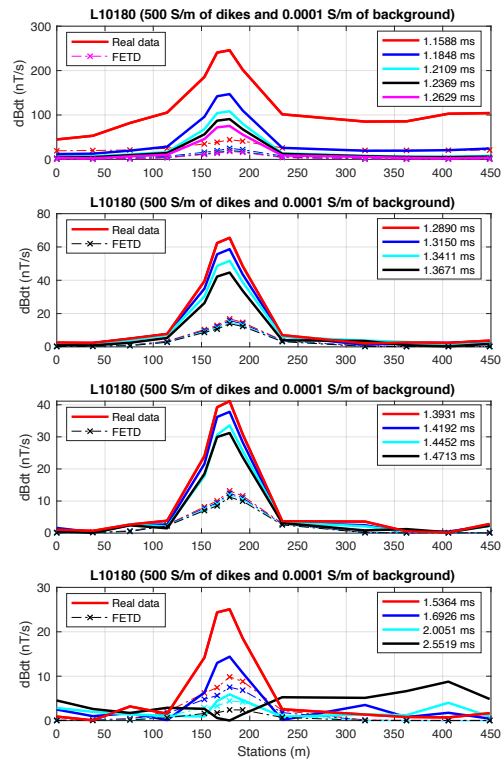 L10180 (500 S/m of dikes and 0.0001 S/m of background)
300
200
100
0
dBdt (nT/s)
Real data
FETD
1.1588 ms
1.1848 ms
1.2109 ms
1.2369 ms
1.2629 ms
0 50 100 150 200 250 300 350 400 450
L10180 (500 S/m of dikes and 0.0001 S/m of background)
80
60
40
20
0
dBdt (nT/s)
Real data
FETD
1.2890 ms
1.3150 ms
1.3411 ms
1.3671 ms
0 50 100 150 200 250 300 350 400 450
L10180 (500 S/m of dikes and 0.0001 S/m of background)
40
30
20
10
0
dBdt (nT/s)
Real data
FETD
1.3931 ms
1.4192 ms
1.4452 ms
1.4713 ms
0 50 100 150 200 250 300 350 400 450
L10180 (500 S/m of dikes and 0.0001 S/m of background)
30
20
10
0
dBdt (nT/s)
Real data
FETD
1.5364 ms
1.6926 ms
2.0051 ms
2.5519 ms
0 50 100 150 200 250 300 350 400 450
Stations (m)